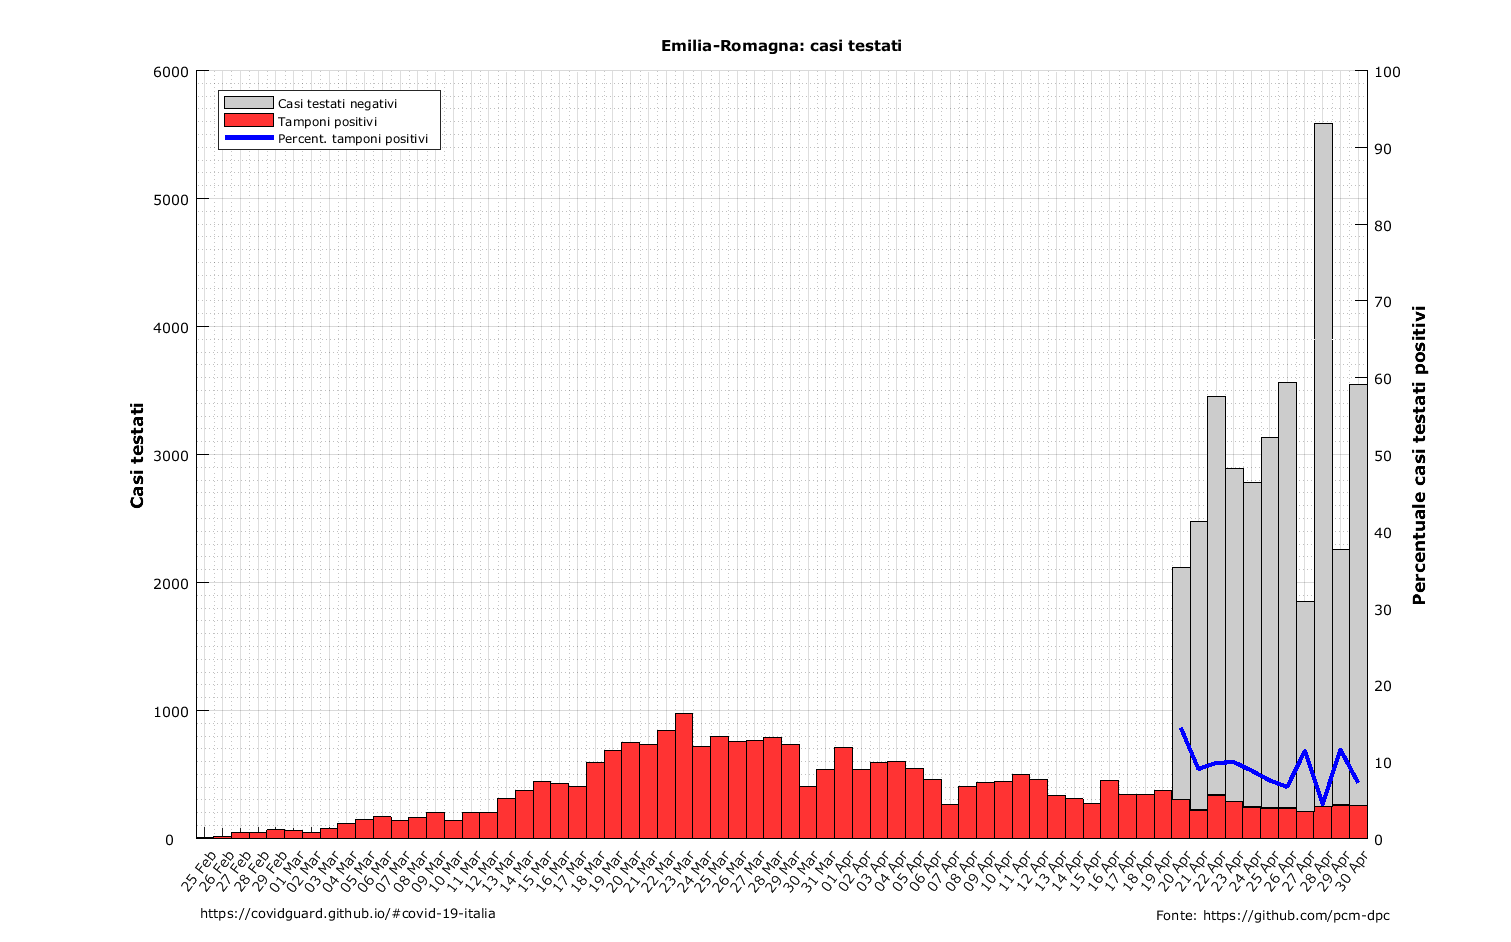 Emilia-Romagna: casi testati
Casi testati negativi
Tamponi positivi
Percent. tamponi positivi
6000
5000
4000
3000
2000
1000
0
Casi testati
100
90
80
70
60
50
40
30
20
10
0
Percentuale casi testati positivi
25 Feb
26 Feb
27 Feb
28 Feb
29 Feb
01 Mar
02 Mar
03 Mar
04 Mar
05 Mar
06 Mar
07 Mar
08 Mar
09 Mar
10 Mar
11 Mar
12 Mar
13 Mar
14 Mar
15 Mar
16 Mar
17 Mar
18 Mar
19 Mar
20 Mar
21 Mar
22 Mar
23 Mar
24 Mar
25 Mar
26 Mar
27 Mar
28 Mar
29 Mar
30 Mar
31 Mar
01 Apr
02 Apr
03 Apr
04 Apr
05 Apr
06 Apr
07 Apr
08 Apr
09 Apr
10 Apr
11 Apr
12 Apr
13 Apr
14 Apr
15 Apr
16 Apr
17 Apr
18 Apr
19 Apr
20 Apr
21 Apr
22 Apr
23 Apr
24 Apr
25 Apr
26 Apr
27 Apr
28 Apr
29 Apr
30 Apr
https://covidguard.github.io/#covid-19-italia
Fonte: https://github.com/pcm-dpc